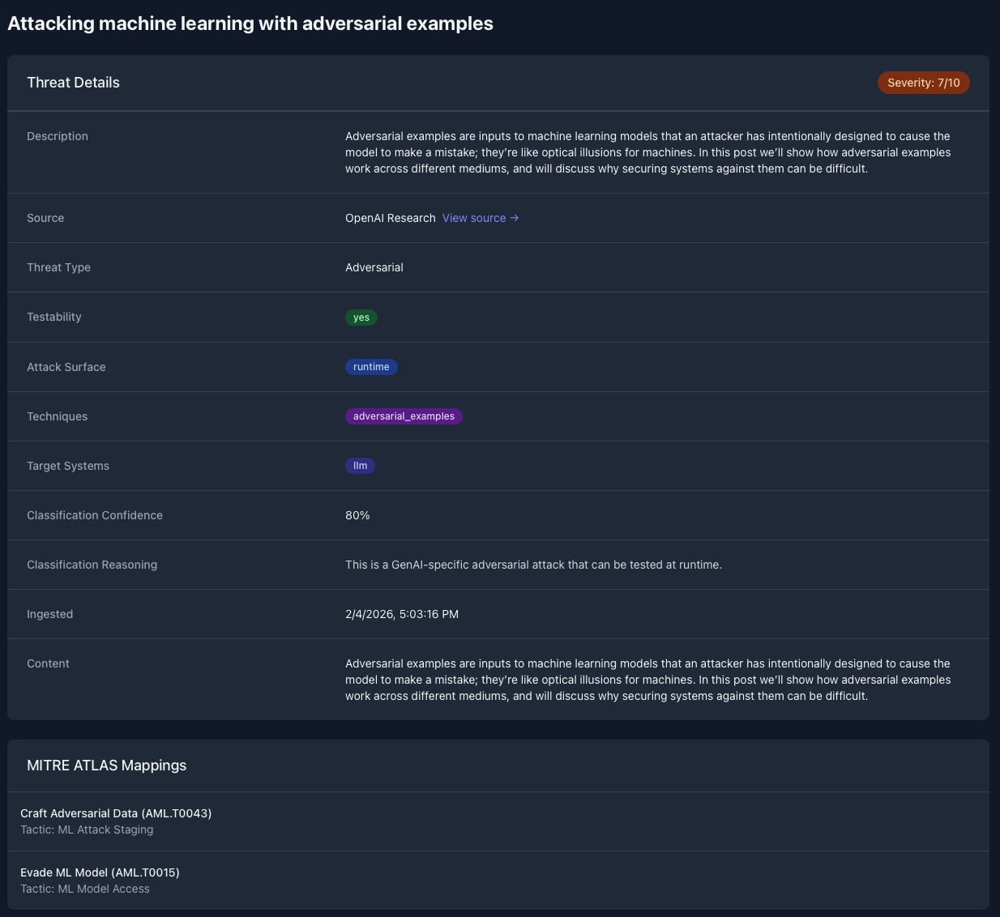 Attacking machine learning with adversarial examples
Threat Details
Severity: 7/10
Description
Adversarial examples are inputs to machine learning models that an attacker has intentionally designed to cause the
model to make a mistake; they’re like optical illusions for machines. In this post we’ll show how adversarial examples
work across different mediums, and will discuss why securing systems against them can be difficult.
Source
OpenAI Research View source →
Threat Type
Adversarial
Testability
yes
Attack Surface
runtime
Techniques
adversarial_examples
Target Systems
llm
Classification Confidence
80%
Classification Reasoning
This is a GenAI-specific adversarial attack that can be tested at runtime.
Ingested
2/4/2026, 5:03:16 PM
Content
Adversarial examples are inputs to machine learning models that an attacker has intentionally designed to cause the
model to make a mistake; they’re like optical illusions for machines. In this post we’ll show how adversarial examples
work across different mediums, and will discuss why securing systems against them can be difficult.
MITRE ATLAS Mappings
Craft Adversarial Data (AML.T0043)
Tactic: ML Attack Staging
Evade ML Model (AML.T0015)
Tactic: ML Model Access